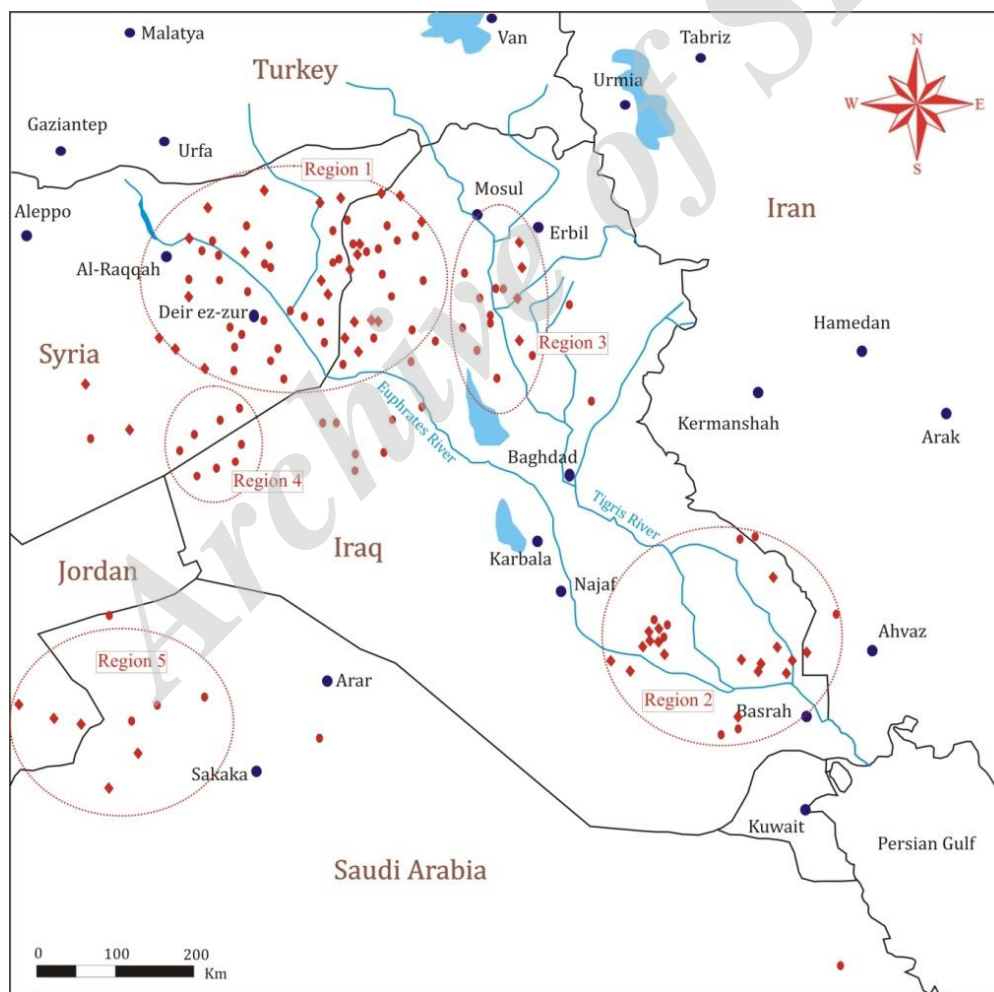 Malatya
Van
Tabriz
Turkey
Urmia
N
W
E
S
Gaziantep
Urfa
Region 1
Mosul
Iran
Aleppo
Erbil
Al-Raqqah
Deir ez-zur
Hamedan
Syria
Region 3
Euphrates River
Kermanshah
Arak
Baghdad
Region 4
Tigris River
Iraq
Karbala
Jordan
Najaf
Ahvaz
Region 5
Arar
Region 2
Basrah
Sakaka
Kuwait
Persian Gulf
Saudi Arabia
0 100 200
Km
Archive of